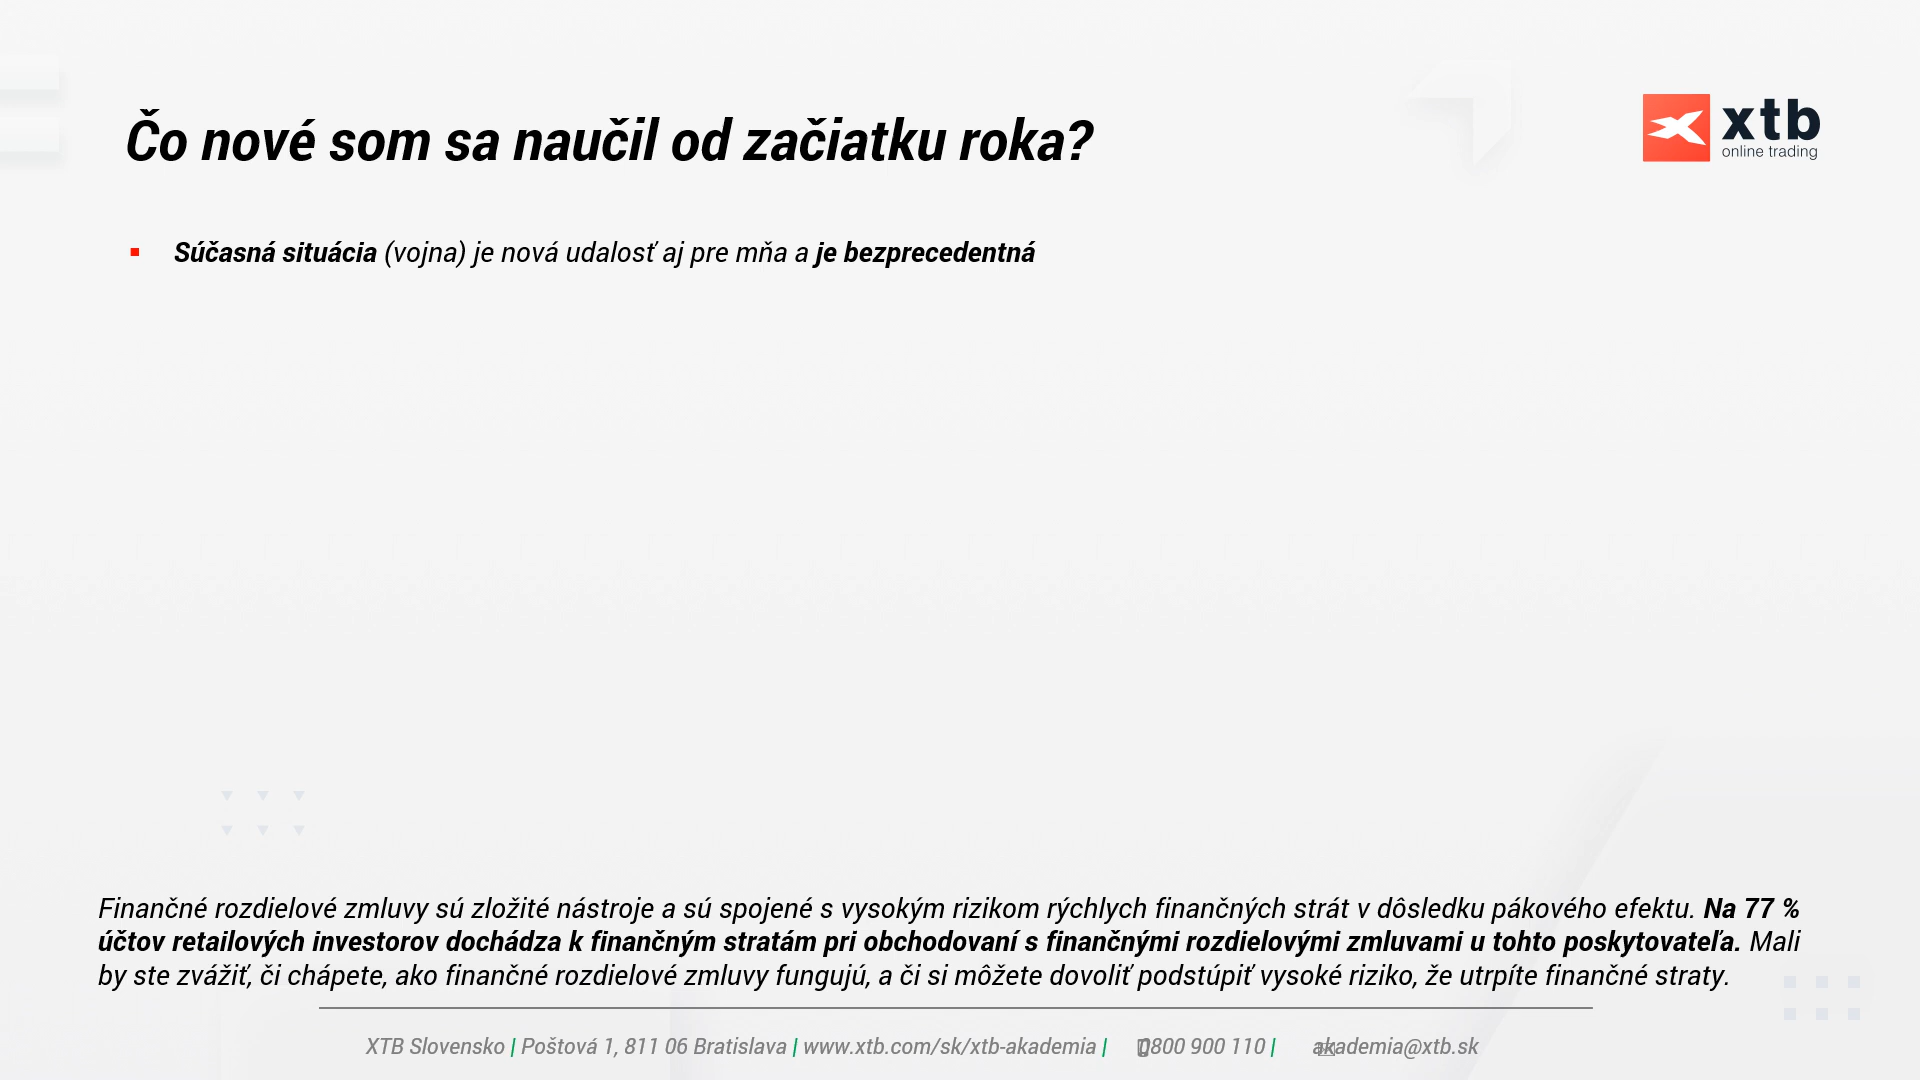 Čo nové som sa naučil od začiatku roka?
xtb
online trading
Súčasná situácia (vojna) je nová udalosť aj pre mňa a je bezprecedentná
Finančné rozdielové zmluvy sú zložité nástroje a sú spojené s vysokým rizikom rýchlych finančných strát v dôsledku pákového efektu. Na 77 %
účtov retailových investorov dochádza k finančným stratám pri obchodovaní s finančnými rozdielovými zmluvami u tohto poskytovateľa. Mali
by ste zvážiť, či chápete, ako finančné rozdielové zmluvy fungujú, a či si môžete dovoliť podstúpiť vysoké riziko, že utrpíte finančné straty.
XTB Slovensko | Poštová 1, 811 06 Bratislava | www.xtb.com/sk/xtb-akademia | 0800 900 110 | akademia@xtb.sk